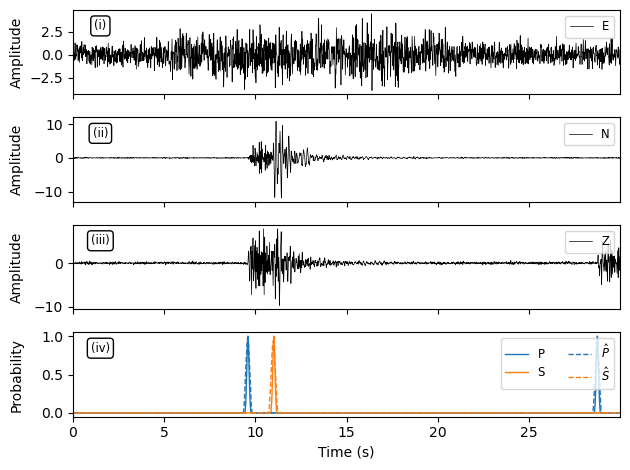 (i)
E
Amplitude
2.5
0.0
−2.5
(ii)
N
Amplitude
10
0
−10
(iii)
Z
Amplitude
0
−10
(iv)
P
S
P̂
Ŝ
Probability
1.0
0.5
0.0
0 5 10 15 20 25
Time (s)